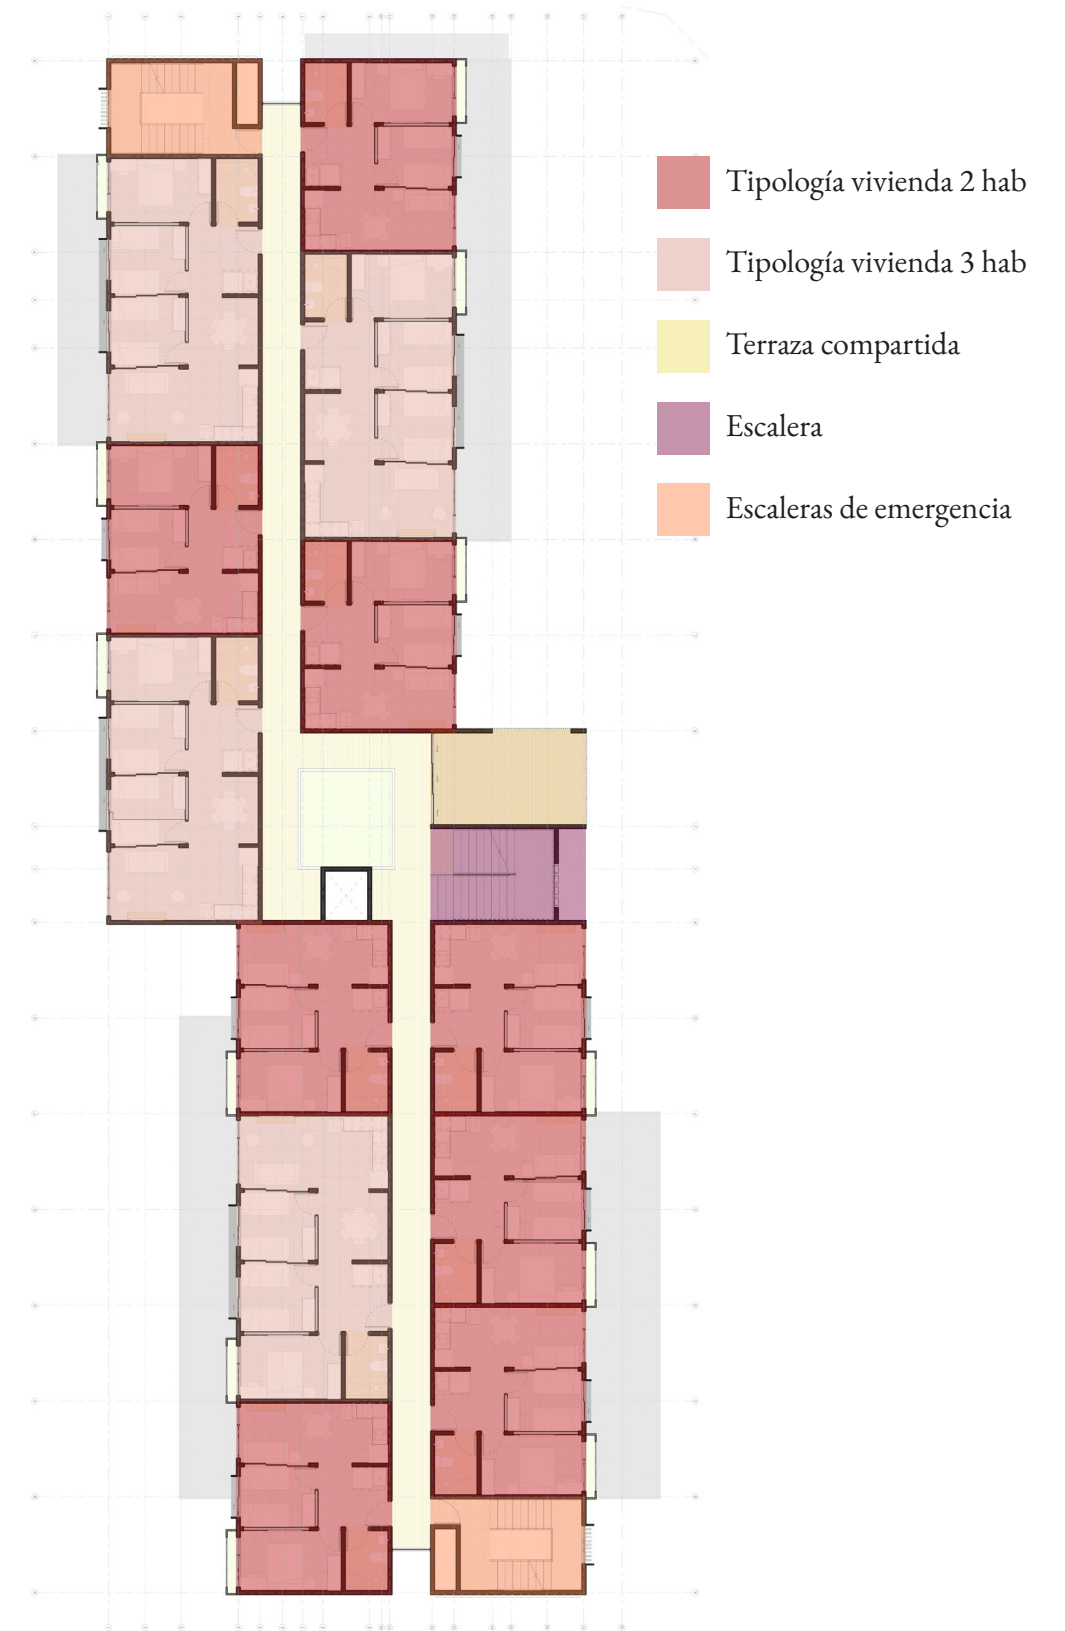 Tipología vivienda 2 hab
Tipología vivienda 3 hab
Terraza compartida
Escalera
Escaleras de emergencia